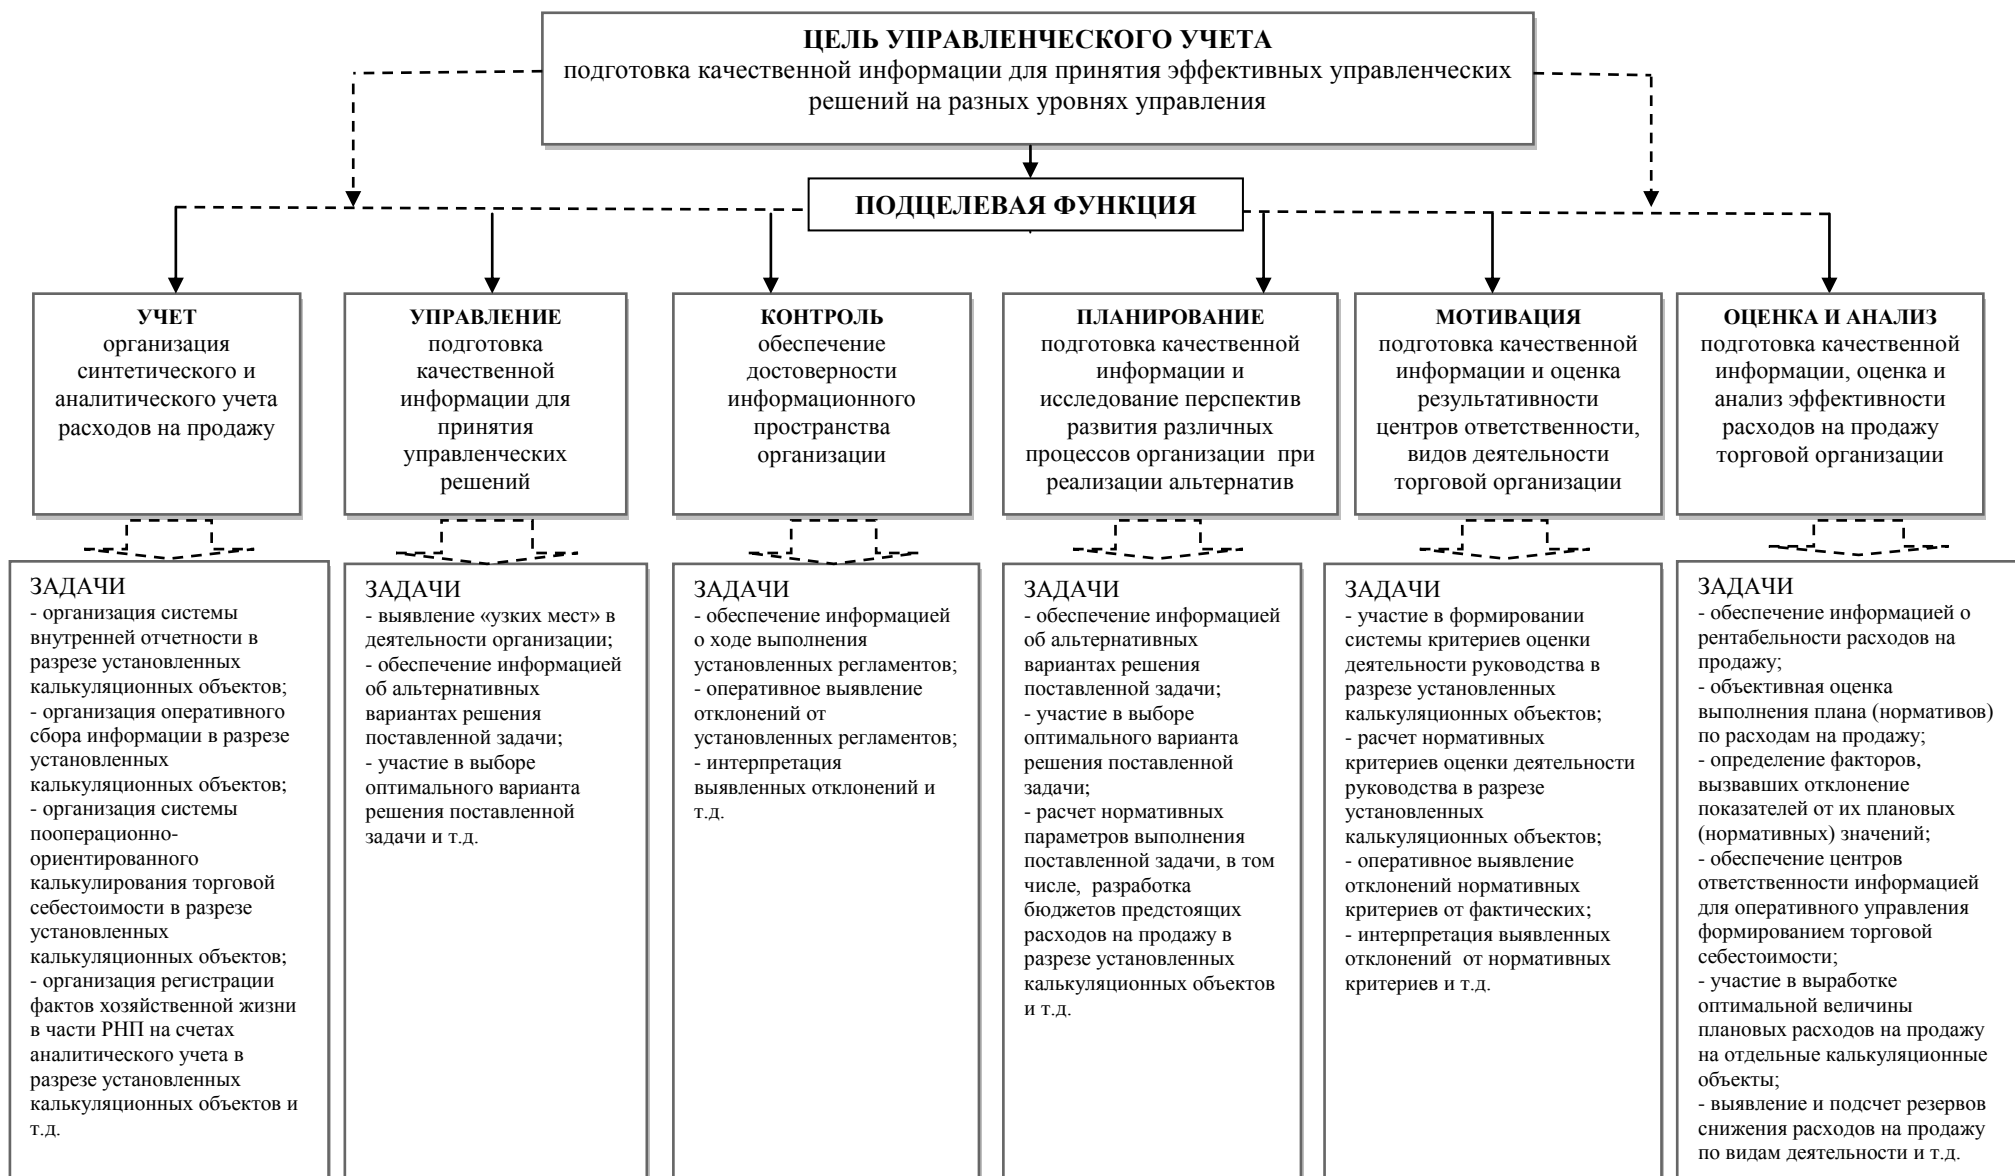 ЦЕЛЬ УПРАВЛЕНЧЕСКОГО УЧЕТА
подготовка качественной информации для принятия эффективных управленческих
решений на разных уровнях управления
ПОДЦЕЛЕВАЯ ФУНКЦИЯ
УЧЕТ
организация
синтетического и
аналитического учета
расходов на продажу
УПРАВЛЕНИЕ
подготовка
качественной
информации для
принятия
управленческих
решений
КОНТРОЛЬ
обеспечение
достоверности
информационного
пространства
организации
ПЛАНИРОВАНИЕ
подготовка качественной
информации и
исследование перспектив
развития различных
процессов организации при
реализации альтернатив
МОТИВАЦИЯ
подготовка качественной
информации и оценка
результативности
центров ответственности,
видов деятельности
торговой организации
ОЦЕНКА И АНАЛИЗ
подготовка качественной
информации, оценка и
анализ эффективности
расходов на продажу
торговой организации
ЗАДАЧИ
- организация системы
внутренней отчетности в
разрезе установленных
калькуляционных объектов;
- организация оперативного
сбора информации в разрезе
установленных
калькуляционных объектов;
- организация системы
пооперационно-
ориентированного
калькулирования торговой
себестоимости в разрезе
установленных
калькуляционных объектов;
- организация регистрации
фактов хозяйственной жизни
в части РНП на счетах
аналитического учета в
разрезе установленных
калькуляционных объектов и
т.д.
ЗАДАЧИ
- выявление «узких мест» в
деятельности организации;
- обеспечение информацией
об альтернативных
вариантах решения
поставленной задачи;
- участие в выборе
оптимального варианта
решения поставленной
задачи и т.д.
ЗАДАЧИ
- обеспечение информацией
о ходе выполнения
установленных регламентов;
- оперативное выявление
отклонений от
установленных регламентов;
- интерпретация
выявленных отклонений и
т.д.
ЗАДАЧИ
- обеспечение информацией
об альтернативных
вариантах решения
поставленной задачи;
- участие в выборе
оптимального варианта
решения поставленной
задачи;
- расчет нормативных
параметров выполнения
поставленной задачи, в том
числе, разработка
бюджетов предстоящих
расходов на продажу в
разрезе установленных
калькуляционных объектов
и т.д.
ЗАДАЧИ
- участие в формировании
системы критериев оценки
деятельности руководства в
разрезе установленных
калькуляционных объектов;
- расчет нормативных
критериев оценки деятельности
руководства в разрезе
установленных
калькуляционных объектов;
- оперативное выявление
отклонений нормативных
критериев от фактических;
- интерпретация выявленных
отклонений от нормативных
критериев и т.д.
ЗАДАЧИ
- обеспечение информацией о
рентабельности расходов на
продажу;
- объективная оценка
выполнения плана (нормативов)
по расходам на продажу;
- определение факторов,
вызвавших отклонение
показателей от их плановых
(нормативных) значений;
- обеспечение центров
ответственности информацией
для оперативного управления
формированием торговой
себестоимости;
- участие в выработке
оптимальной величины
плановых расходов на продажу
на отдельные калькуляционные
объекты;
- выявление и подсчет резервов
снижения расходов на продажу
по видам деятельности и т.д.